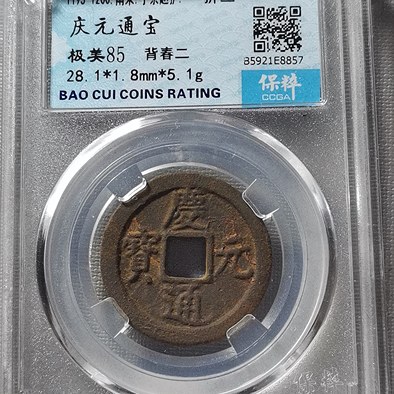 庆元通宝
极美85 背春二
28.1*1.8mm*5.1g
BAO CUI COINS RATING
B5921E8857
保粹
CCGA
慶元通寶